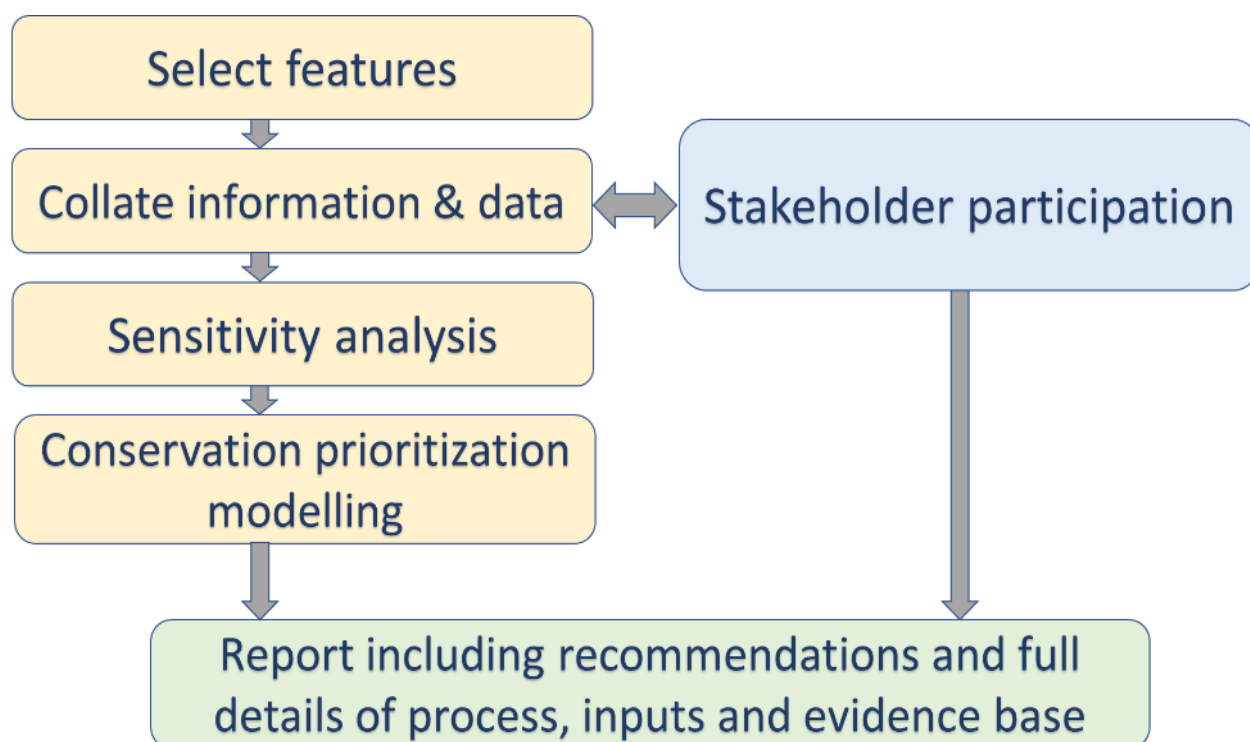 Select features
Collate information & data
Stakeholder participation
Sensitivity analysis
Conservation prioritization
modelling
Report including recommendations and full
details of process, inputs and evidence base